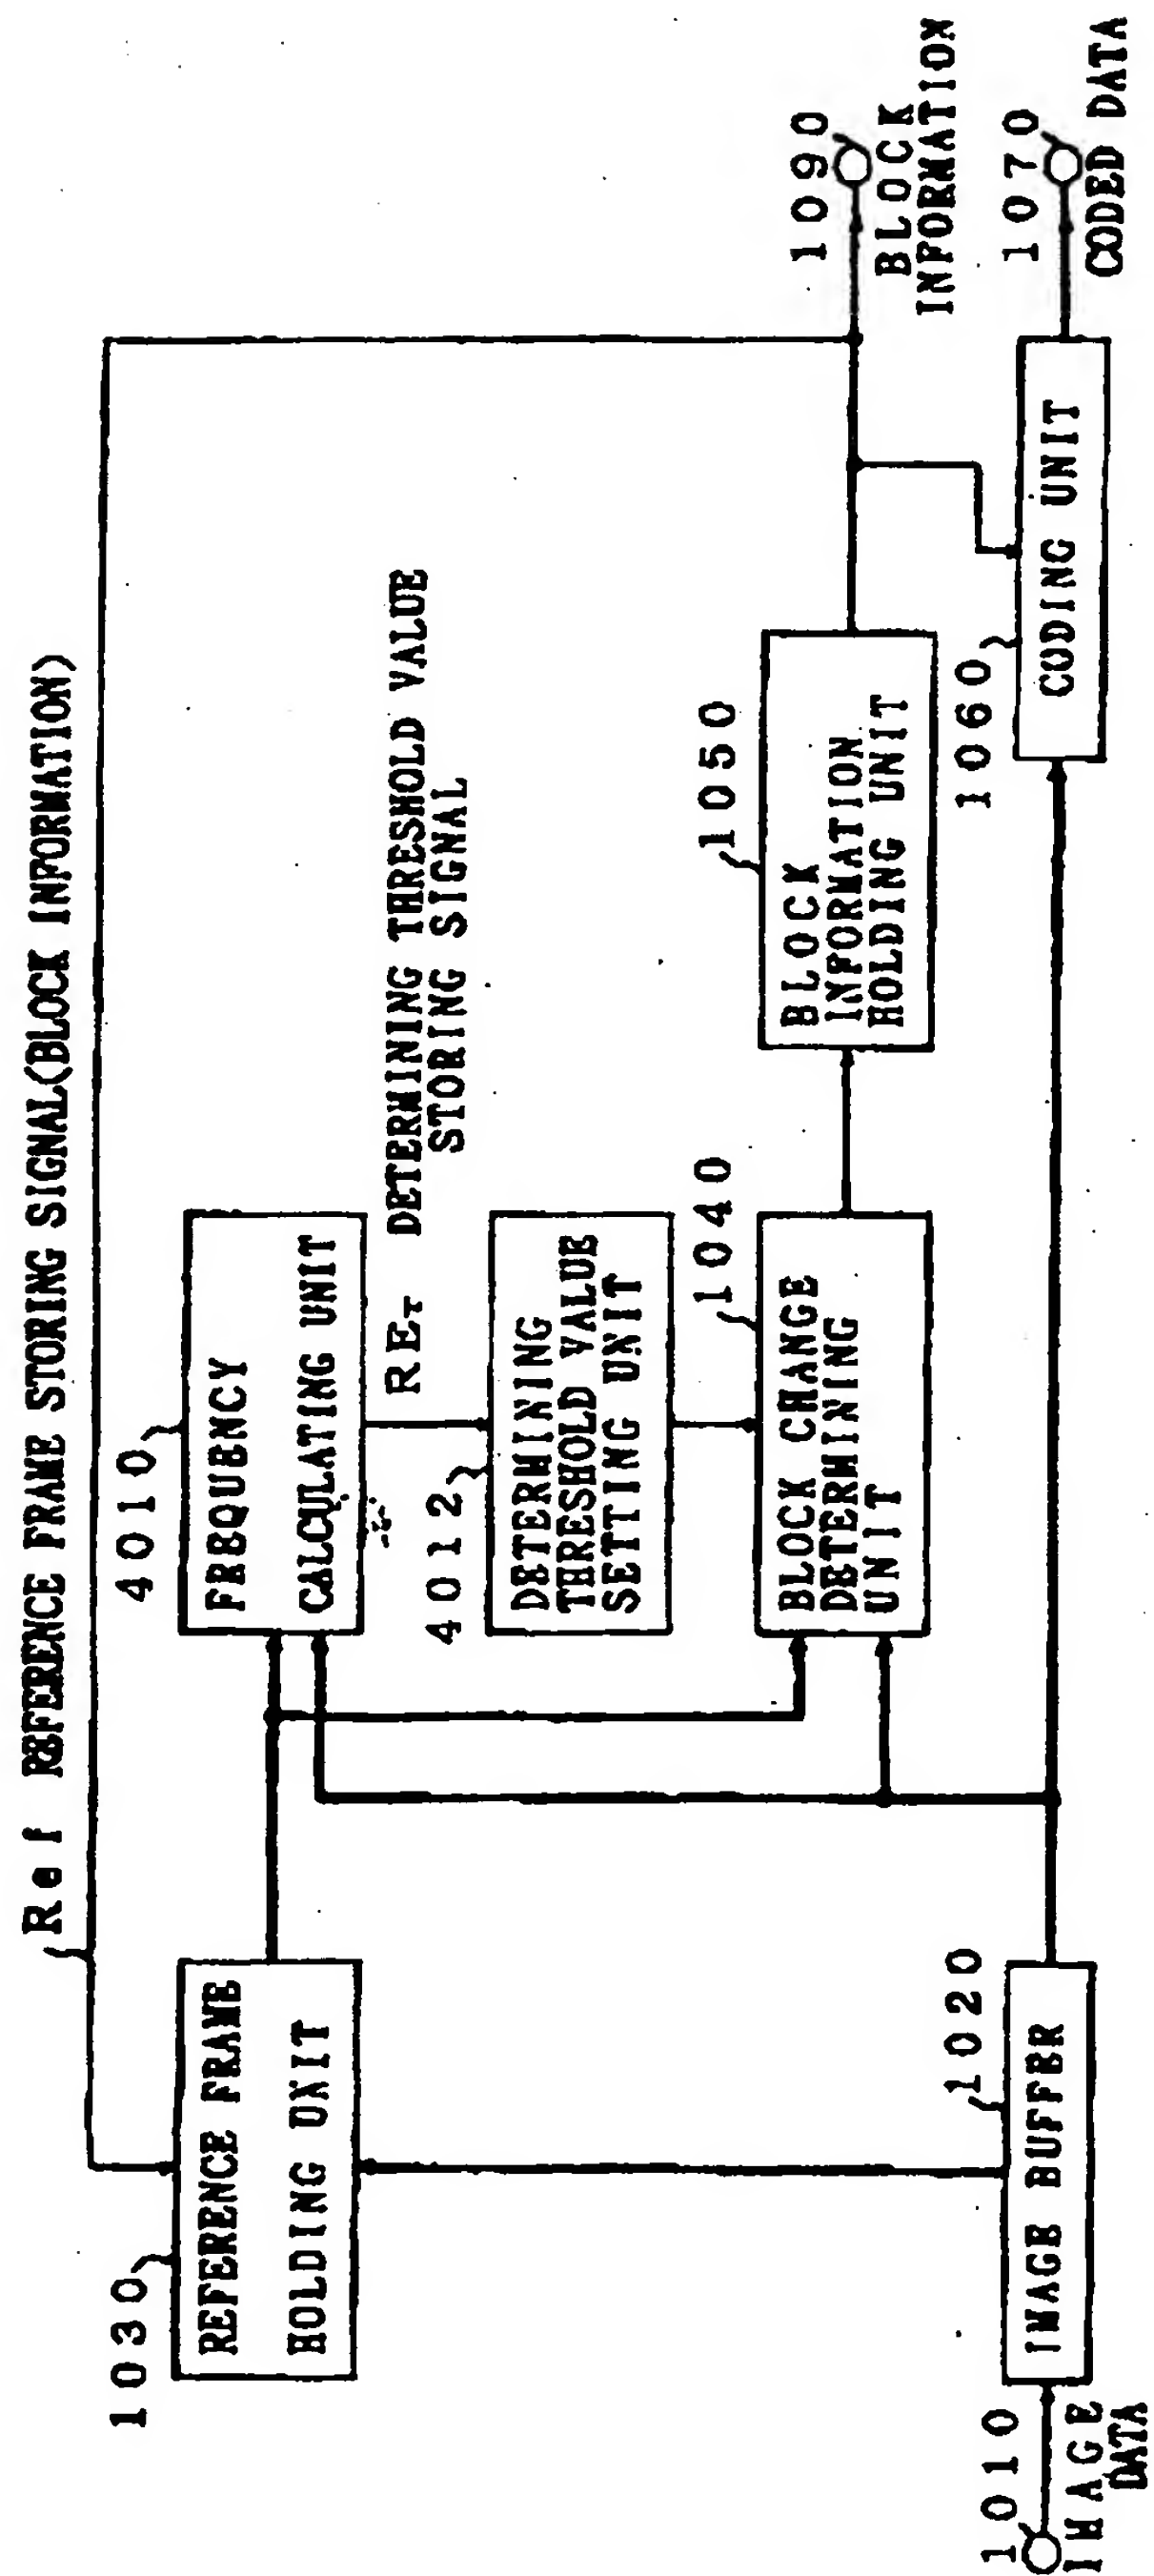 Ref REFERENCE FRAME STORING SIGNAL(BLOCK INFORMATION)
1030
REFERENCE FRAME
HOLDING UNIT
4010
FREQUENCY
CALCULATING UNIT
RET DETERMINING THRESHOLD VALUE
STORING SIGNAL
4012
DETERMINING
THRESHOLD VALUE
SETTING UNIT
1040
BLOCK CHANGE
DETERMINING
UNIT
1050
BLOCK
INFORMATION
HOLDING UNIT
1090
BLOCK
INFORMATION
1010
IMAGE
DATA
1020
IMAGE BUFFER
1060
CODING UNIT
1070
CODED DATA